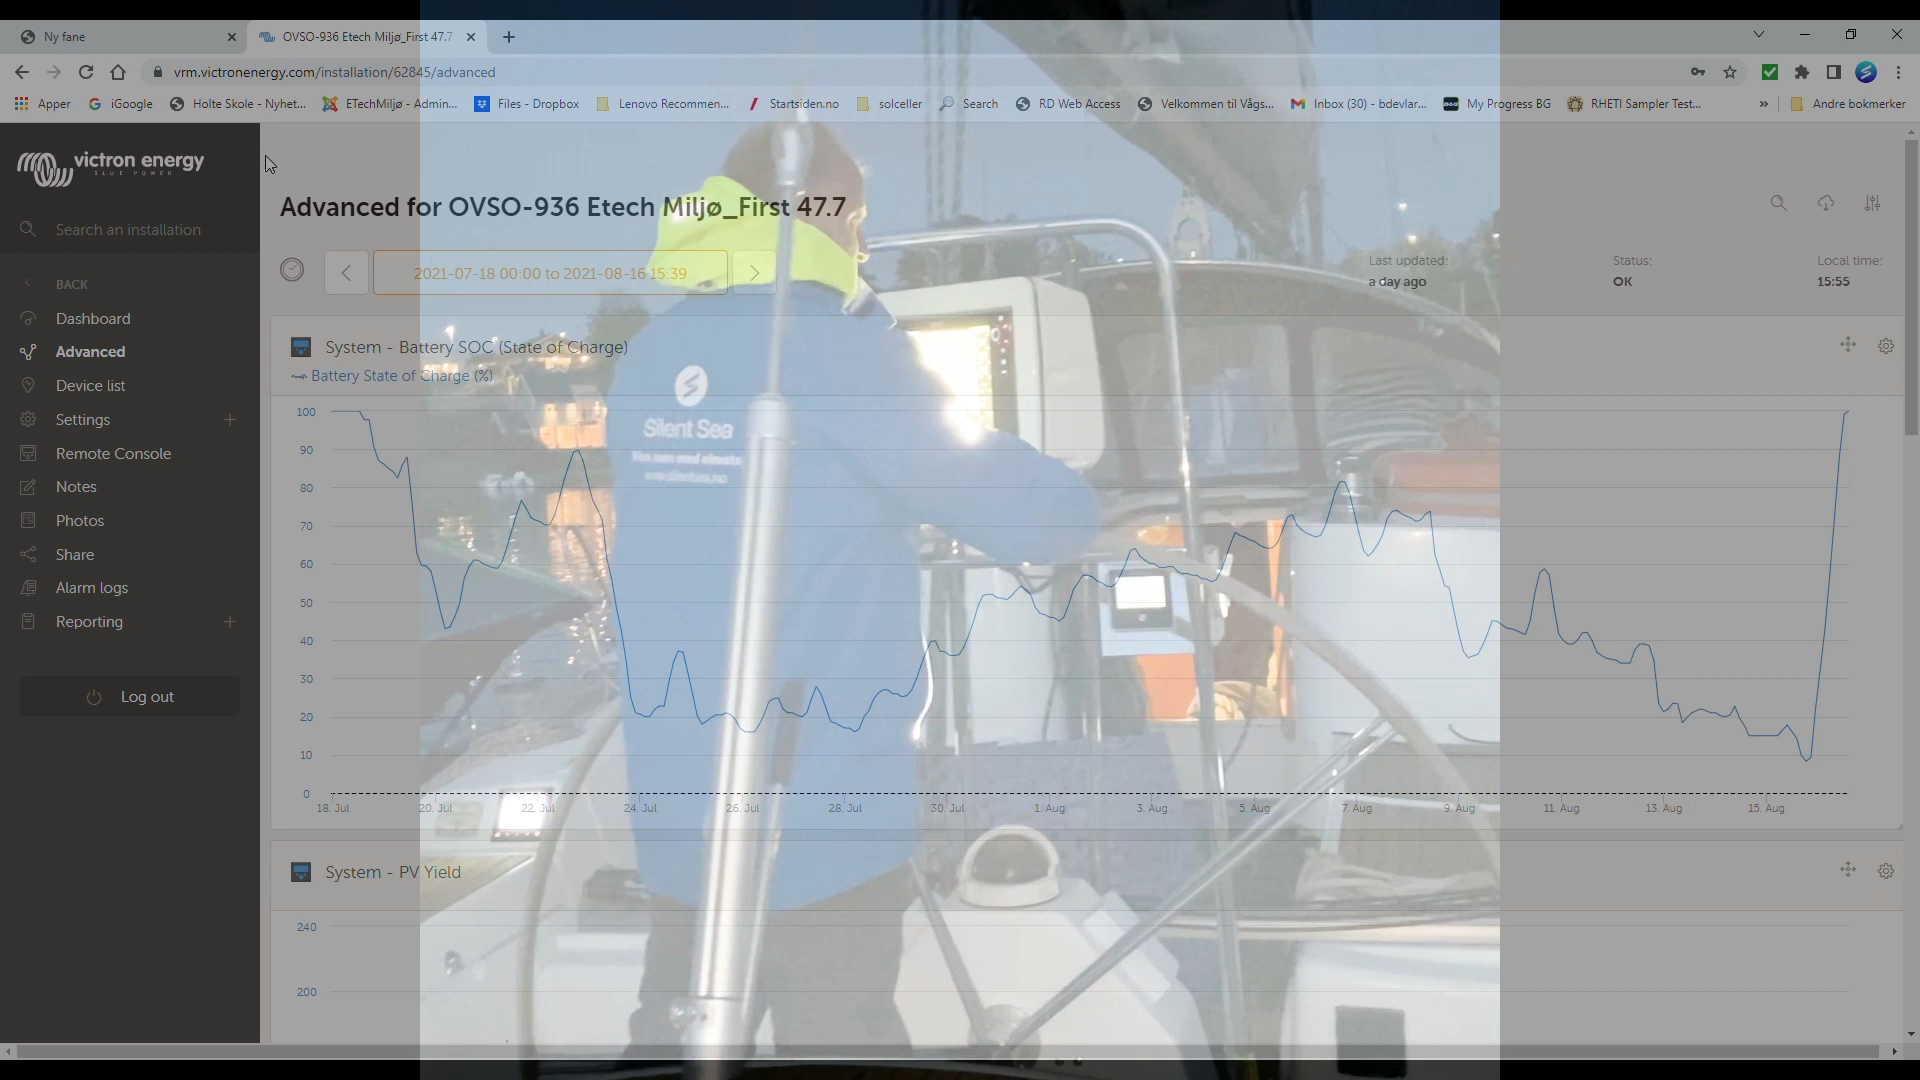 Ny fane
OVSO-936 Etech Miljø_First 47.7
vrm.victronenergy.com/installation/62845/advanced
Apper
iGoogle
Holte Skole - Nyhet...
ETechMiljø - Admin...
Files - Dropbox
Lenovo Recommen...
Startsiden.no
solceller
Search
RD Web Access
Velkommen til Vågs...
Inbox (30) - bdevlar...
My Progress BG
RHETI Sampler Test...
»
Andre bokmerker
victron energy
BLUE POWER
Search an installation
BACK
Dashboard
Advanced
Device list
Settings
Remote Console
Notes
Photos
Share
Alarm logs
Reporting
Log out
Advanced for OVSO-936 Etech Miljø_First 47.7
2021-07-18 00:00 to 2021-08-16 15:39
Last updated:
a day ago
Status:
OK
Local time:
15:55
System - Battery SOC (State of Charge)
Battery State of Charge (%)
100
90
80
70
60
50
40
30
20
10
0
18. Jul
20. Jul
22. Jul
24. Jul
26. Jul
28. Jul
30. Jul
1. Aug
3. Aug
5. Aug
7. Aug
9. Aug
11. Aug
13. Aug
15. Aug
Silent Sea
System - PV Yield
240
200